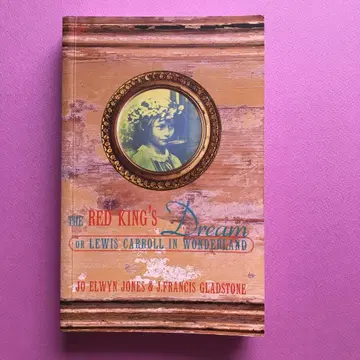 THE RED KING'S Dream
OR LEWIS CARROLL IN WONDERLAND
JO ELWYN JONES & J. FRANCIS GLADSTONE